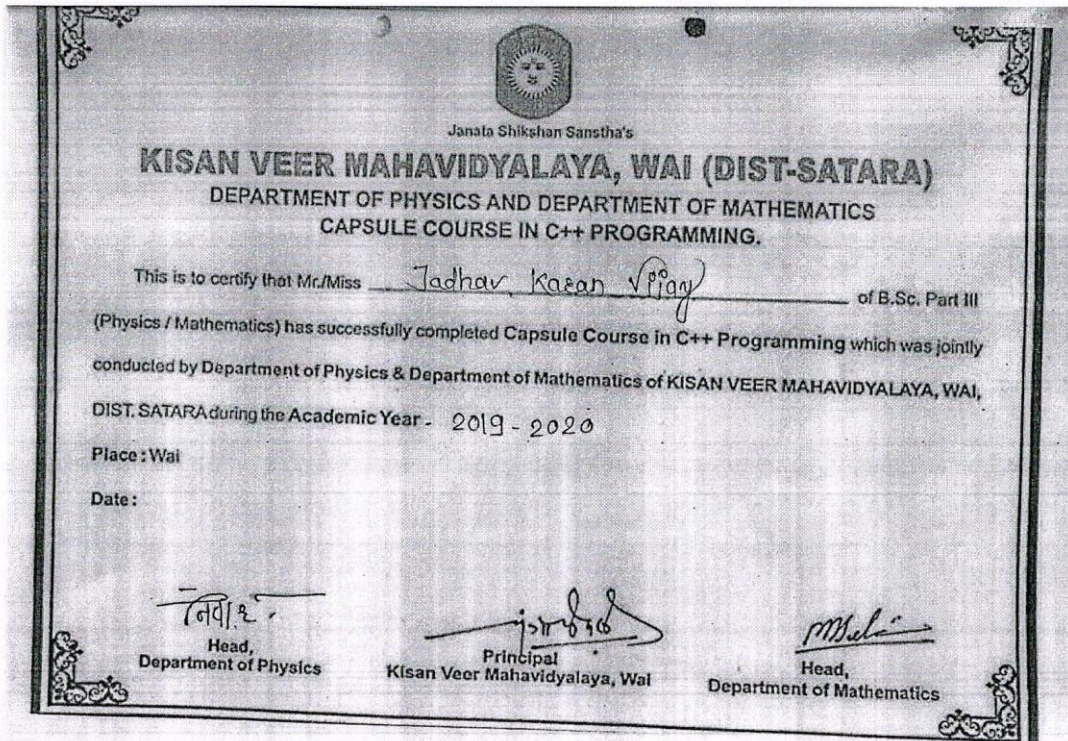 Janata Shikshan Sanstha's
KISAN VEER MAHAVIDYALAYA, WAI (DIST-SATARA)
DEPARTMENT OF PHYSICS AND DEPARTMENT OF MATHEMATICS
CAPSULE COURSE IN C++ PROGRAMMING.
This is to certify that Mr./Miss Jadhav Karan Vijay of B.Sc. Part III
(Physics / Mathematics) has successfully completed Capsule Course in C++ Programming which was jointly
conducted by Department of Physics & Department of Mathematics of KISAN VEER MAHAVIDYALAYA, WAI,
DIST. SATARA during the Academic Year - 2019 - 2020
Place : Wai
Date :
Head,
Department of Physics
Principal
Kisan Veer Mahavidyalaya, Wai
Head,
Department of Mathematics